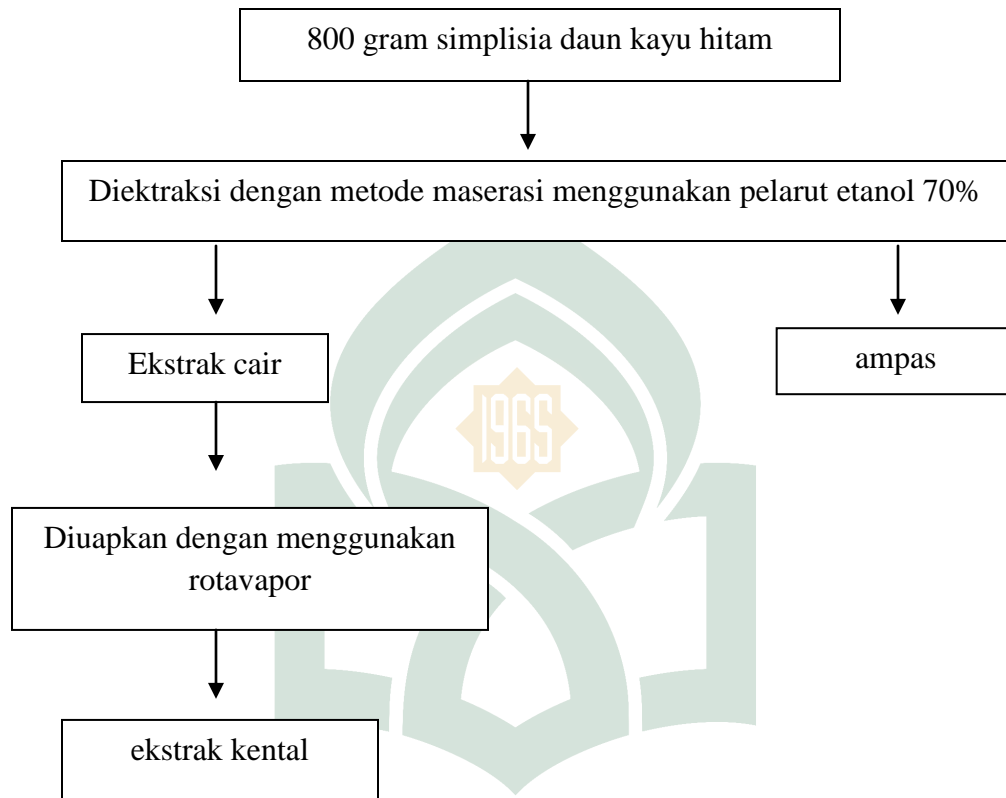 800 gram simplisia daun kayu hitam
Diektraksi dengan metode maserasi menggunakan pelarut etanol 70%
Ekstrak cair
ampas
1965
Diuapkan dengan menggunakan
rotavapor
ekstrak kental